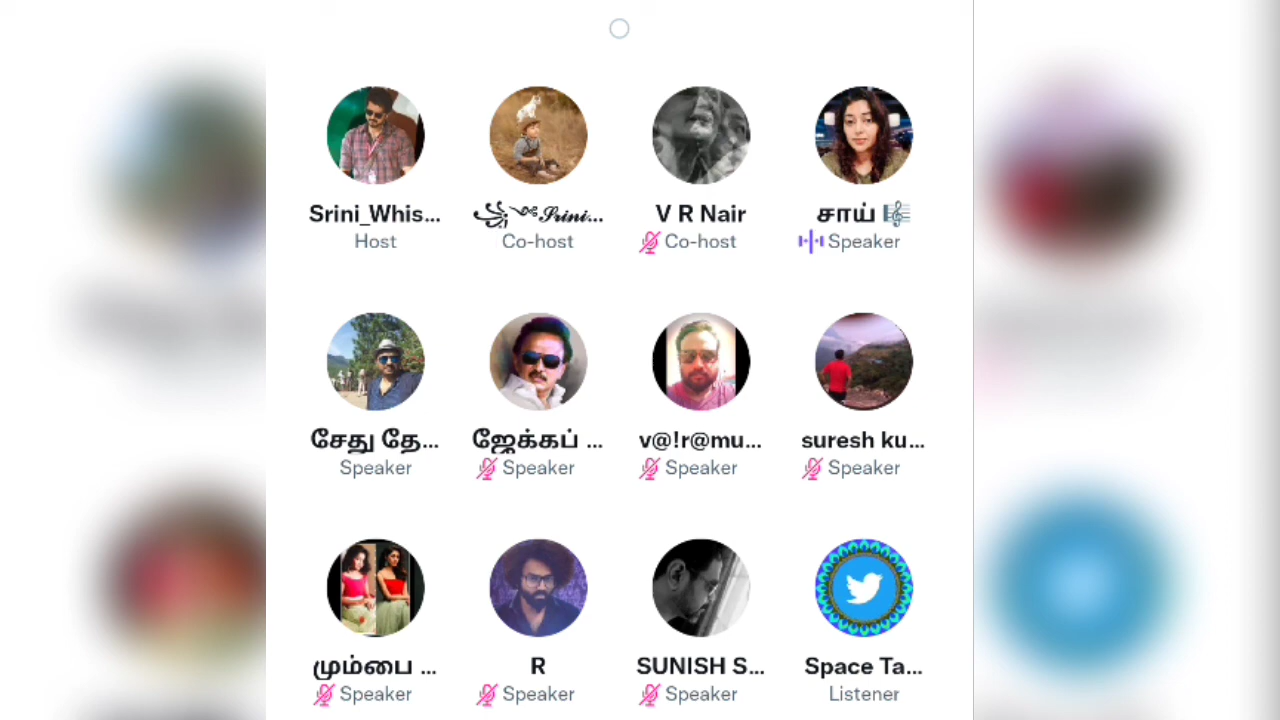 Srini_Whis...
꧁༺𝒮𝓇𝒾𝓃𝒾...
V R Nair
சாய் 🎼
Host
Co-host
Co-host
Speaker
சேது தே...
ஜேக்கப் ...
v@!r@mu...
suresh ku...
Speaker
Speaker
Speaker
Speaker
மும்பை ...
R
SUNISH S...
Space Ta...
Speaker
Speaker
Speaker
Listener